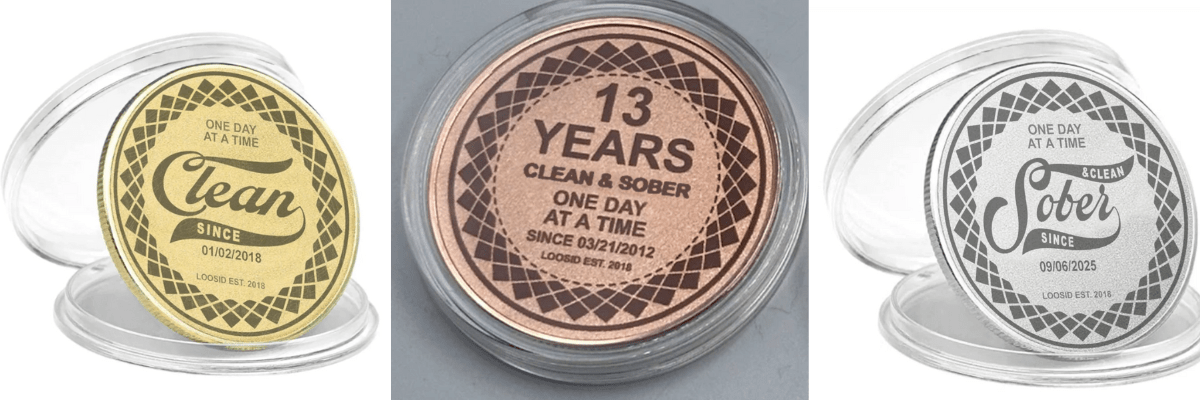 ONE DAY
AT A TIME
Clean
SINCE
01/02/2018
LOOSID EST. 2018
13
YEARS
CLEAN & SOBER
ONE DAY
AT A TIME
SINCE 03/21/2012
LOOSID EST. 2018
ONE DAY
AT A TIME
&CLEAN
Sober
SINCE
09/06/2025
LOOSID EST. 2018